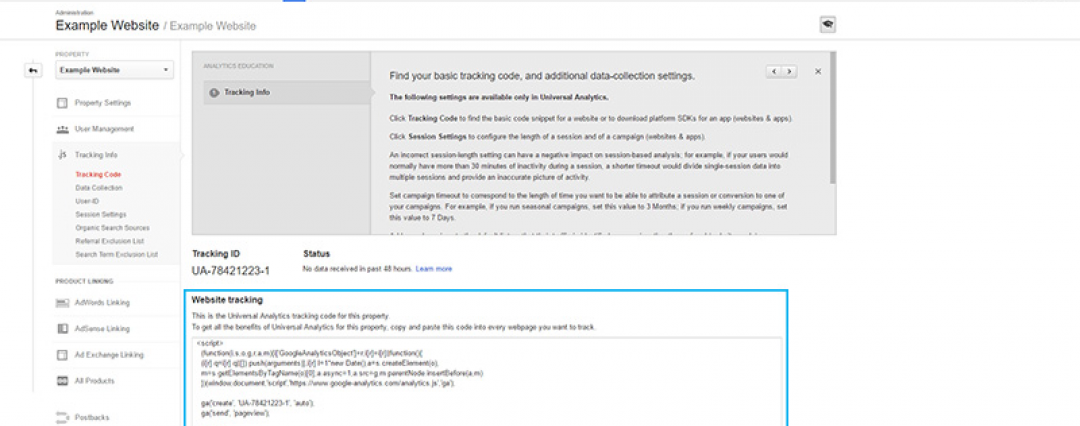 Administration
Example Website / Example Website
PROPERTY
Example Website
Property Settings
User Management
.js Tracking Info
Tracking Code
Data Collection
User-ID
Session Settings
Organic Search Sources
Referral Exclusion List
Search Term Exclusion List
PRODUCT LINKING
AdWords Linking
AdSense Linking
Ad Exchange Linking
All Products
Postbacks
ANALYTICS EDUCATION
Tracking Info
Find your basic tracking code, and additional data-collection settings.
The following settings are available only in Universal Analytics.
Click Tracking Code to find the basic code snippet for a website or to download platform SDKs for an app (websites & apps).
Click Session Settings to configure the length of a session and of a campaign (websites & apps).
An incorrect session-length setting can have a negative impact on session-based analysis; for example, if your users would
normally have more than 30 minutes of inactivity during a session, a shorter timeout would divide single-session data into
multiple sessions and provide an inaccurate picture of activity.
Set campaign timeout to correspond to the length of time you want to be able to attribute a session or conversion to one of
your campaigns. For example, if you run seasonal campaigns, set this value to 3 Months; if you run weekly campaigns, set
this value to 7 Days.
Tracking ID
UA-78421223-1
Status
No data received in past 48 hours. Learn more
Website tracking
This is the Universal Analytics tracking code for this property.
To get all the benefits of Universal Analytics for this property, copy and paste this code into every webpage you want to track.
<script>
(function(i,s,o,g,r,a,m){i['GoogleAnalyticsObject']=r;i[r]=i[r]||function(){
(i[r].q=i[r].q||[]).push(arguments)},i[r].l=1*new Date();a=s.createElement(o),
m=s.getElementsByTagName(o)[0];a.async=1;a.src=g;m.parentNode.insertBefore(a,m)
})(window,document,'script','https://www.google-analytics.com/analytics.js','ga');
ga('create', 'UA-78421223-1', 'auto');
ga('send', 'pageview');